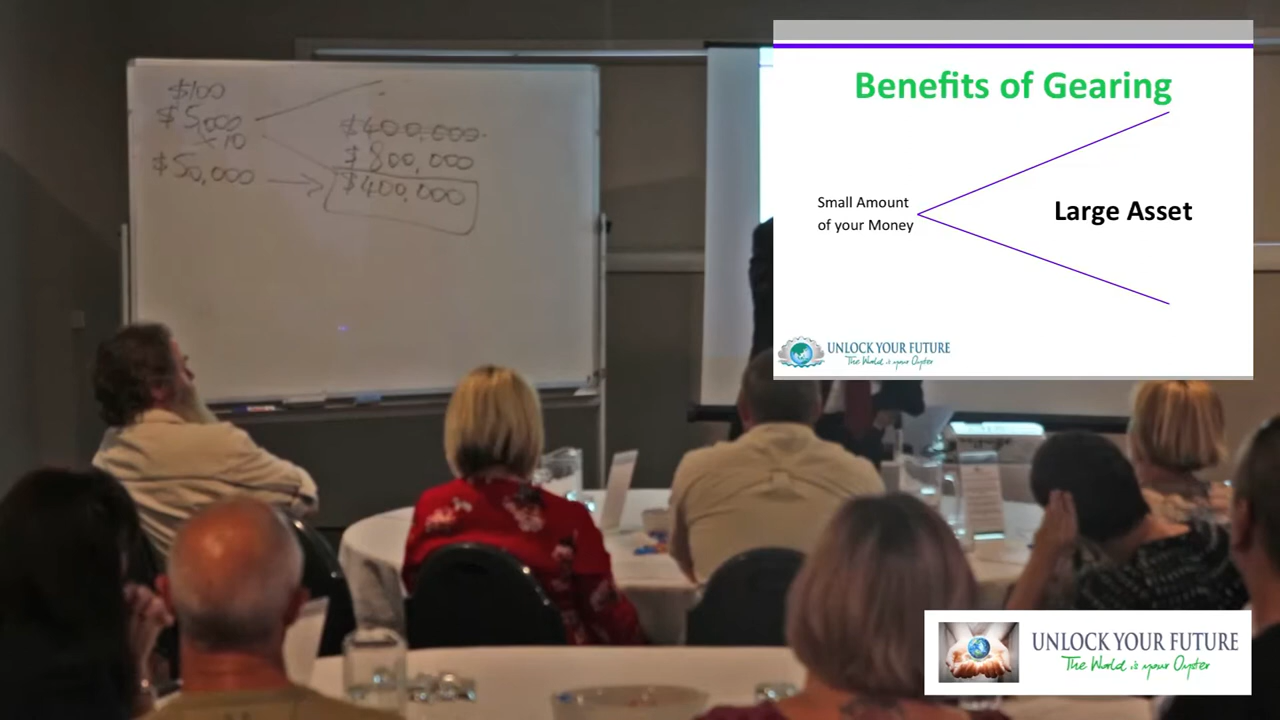 $100
$5,000
x 10
$50,000
$400,000
$800,000
$400,000
Benefits of Gearing
Small Amount
of your Money
Large Asset
UNLOCK YOUR FUTURE
The World is your Oyster
UNLOCK YOUR FUTURE
The World is your Oyster